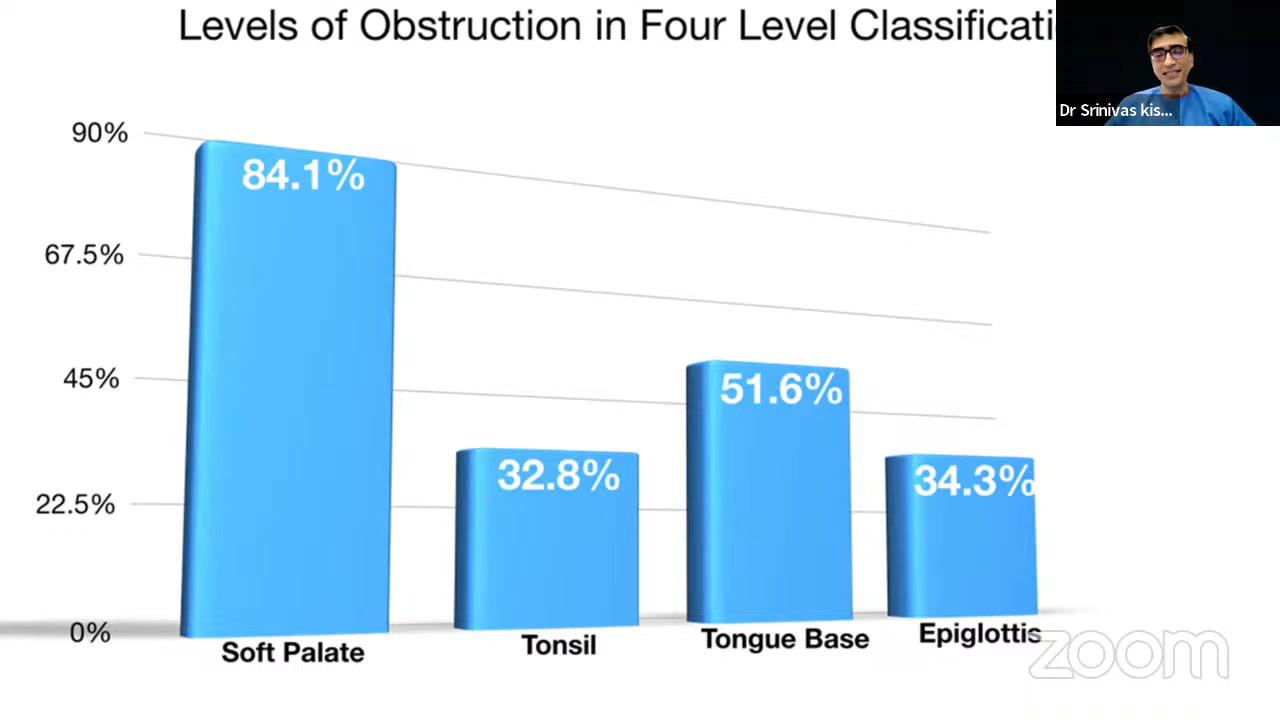 Levels of Obstruction in Four Level Classificati
Dr Srinivas kis...
90%
84.1%
67.5%
45%
51.6%
32.8%
34.3%
22.5%
0%
Soft Palate
Tonsil
Tongue Base
Epiglottis
zoom